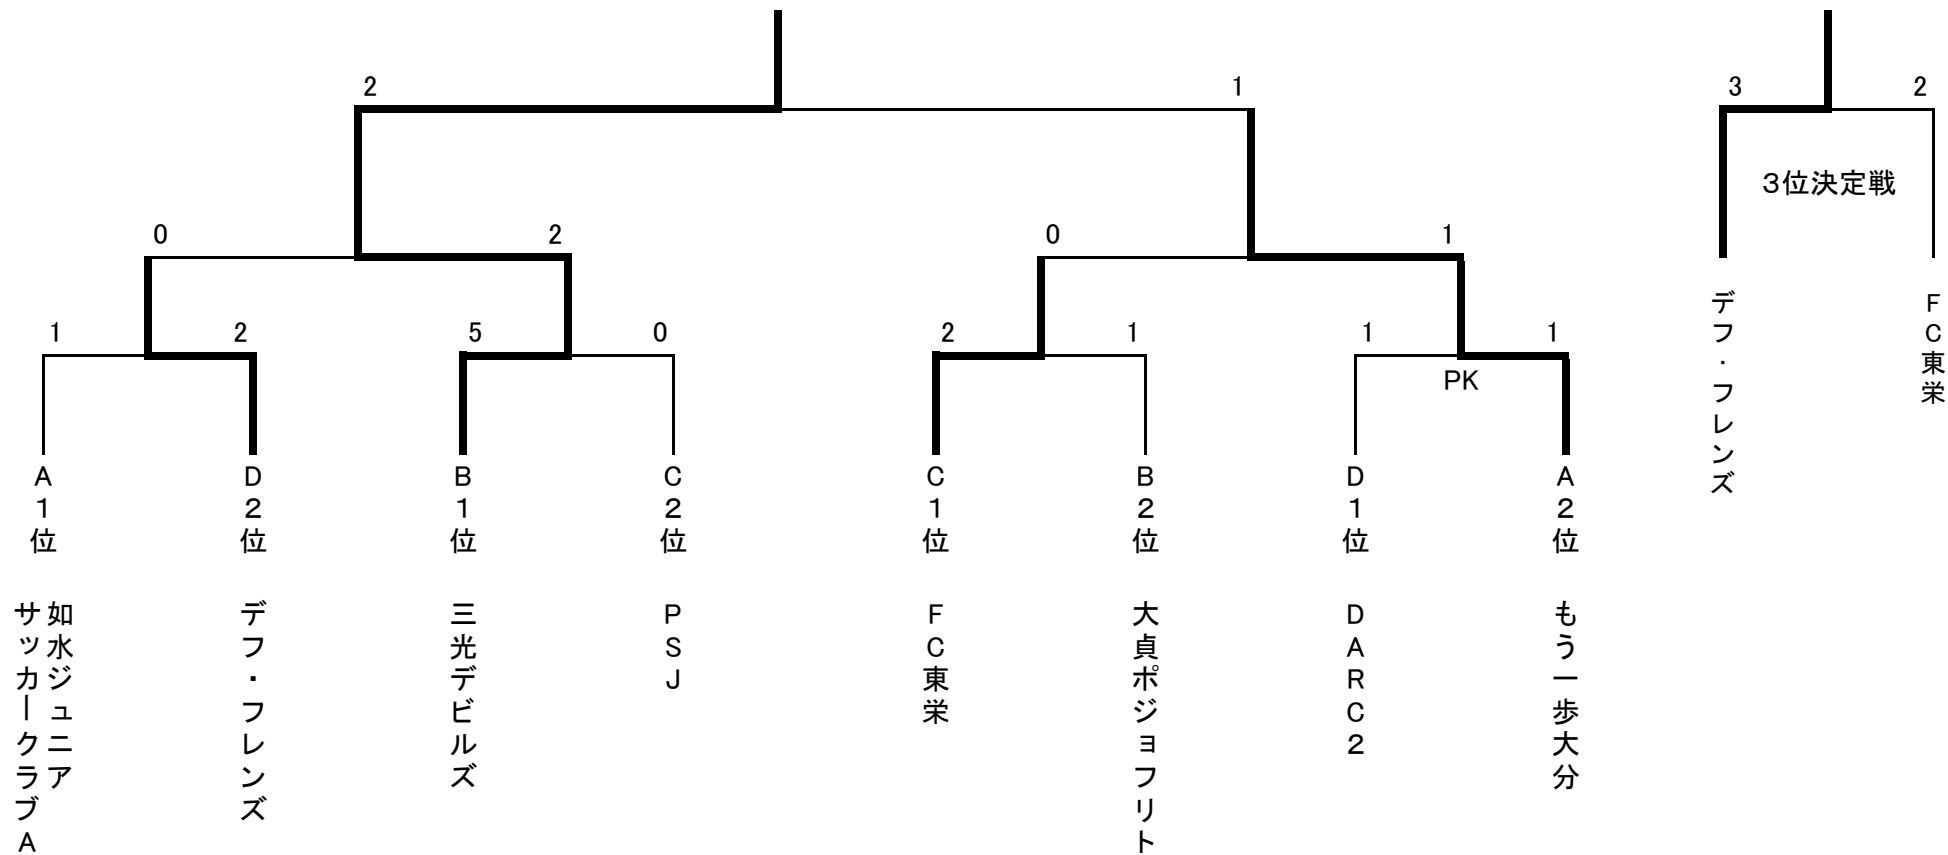 2
1
3
2
3位決定戦
0
2
0
1
1
2
5
0
2
1
1
1
PK
デフ・フレンズ
FC東栄
A1位 如水ジュニアサッカークラブA
D2位 デフ・フレンズ
B1位 三光デビルズ
C2位 PSJ
C1位 FC東栄
B2位 大貞ポジョフリト
D1位 DARC2
A2位 もう一歩大分